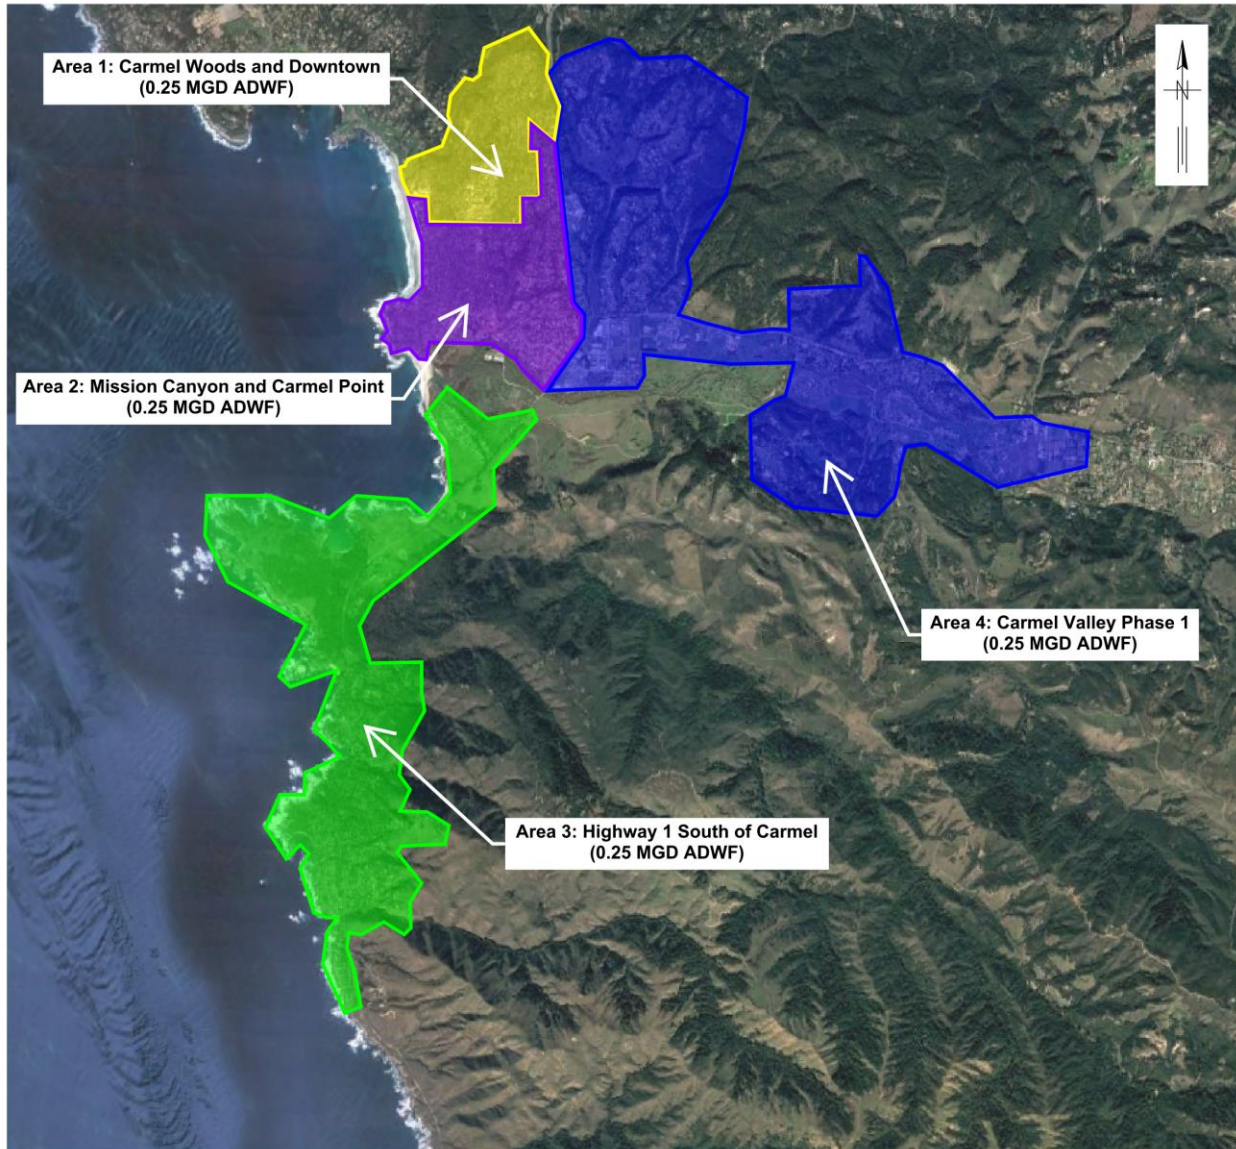 Area 1: Carmel Woods and Downtown
(0.25 MGD ADWF)
N
Area 2: Mission Canyon and Carmel Point
(0.25 MGD ADWF)
Area 4: Carmel Valley Phase 1
(0.25 MGD ADWF)
Area 3: Highway 1 South of Carmel
(0.25 MGD ADWF)